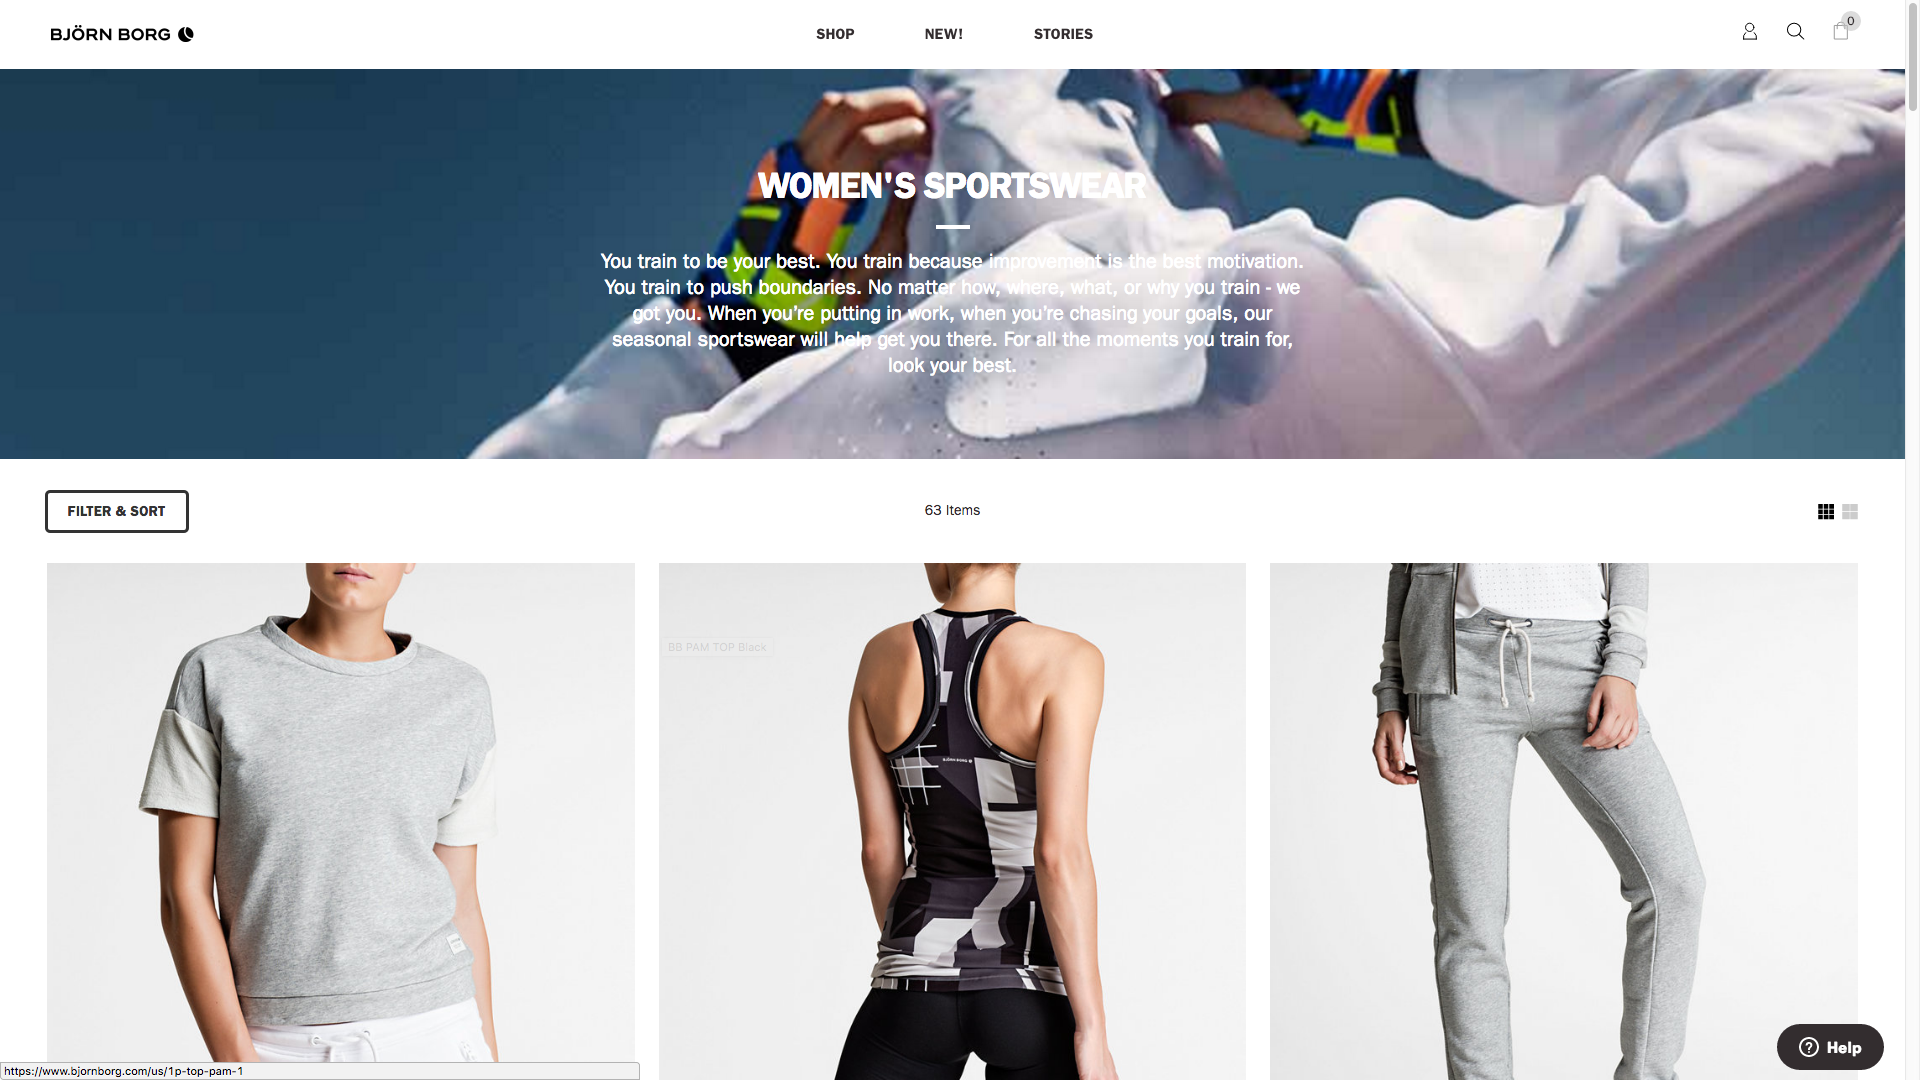 BJÖRN BORG
SHOP
NEW!
STORIES
0
WOMEN'S SPORTSWEAR
You train to be your best. You train because improvement is the best motivation.
You train to push boundaries. No matter how, where, what, or why you train - we
got you. When you’re putting in work, when you’re chasing your goals, our
seasonal sportswear will help get you there. For all the moments you train for,
look your best.
FILTER & SORT
63 Items
BB PAM TOP Black
BJÖRN BORG
Help
https://www.bjornborg.com/us/1p-top-pam-1